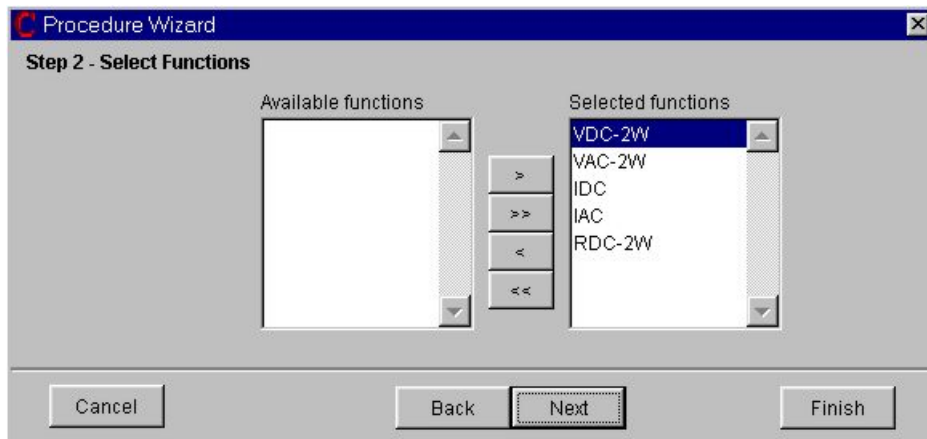 Procedure Wizard
Step 2 - Select Functions
Available functions
Selected functions
VDC-2W
VAC-2W
IDC
IAC
RDC-2W
>
>>
<
<<
Cancel
Back
Next
Finish